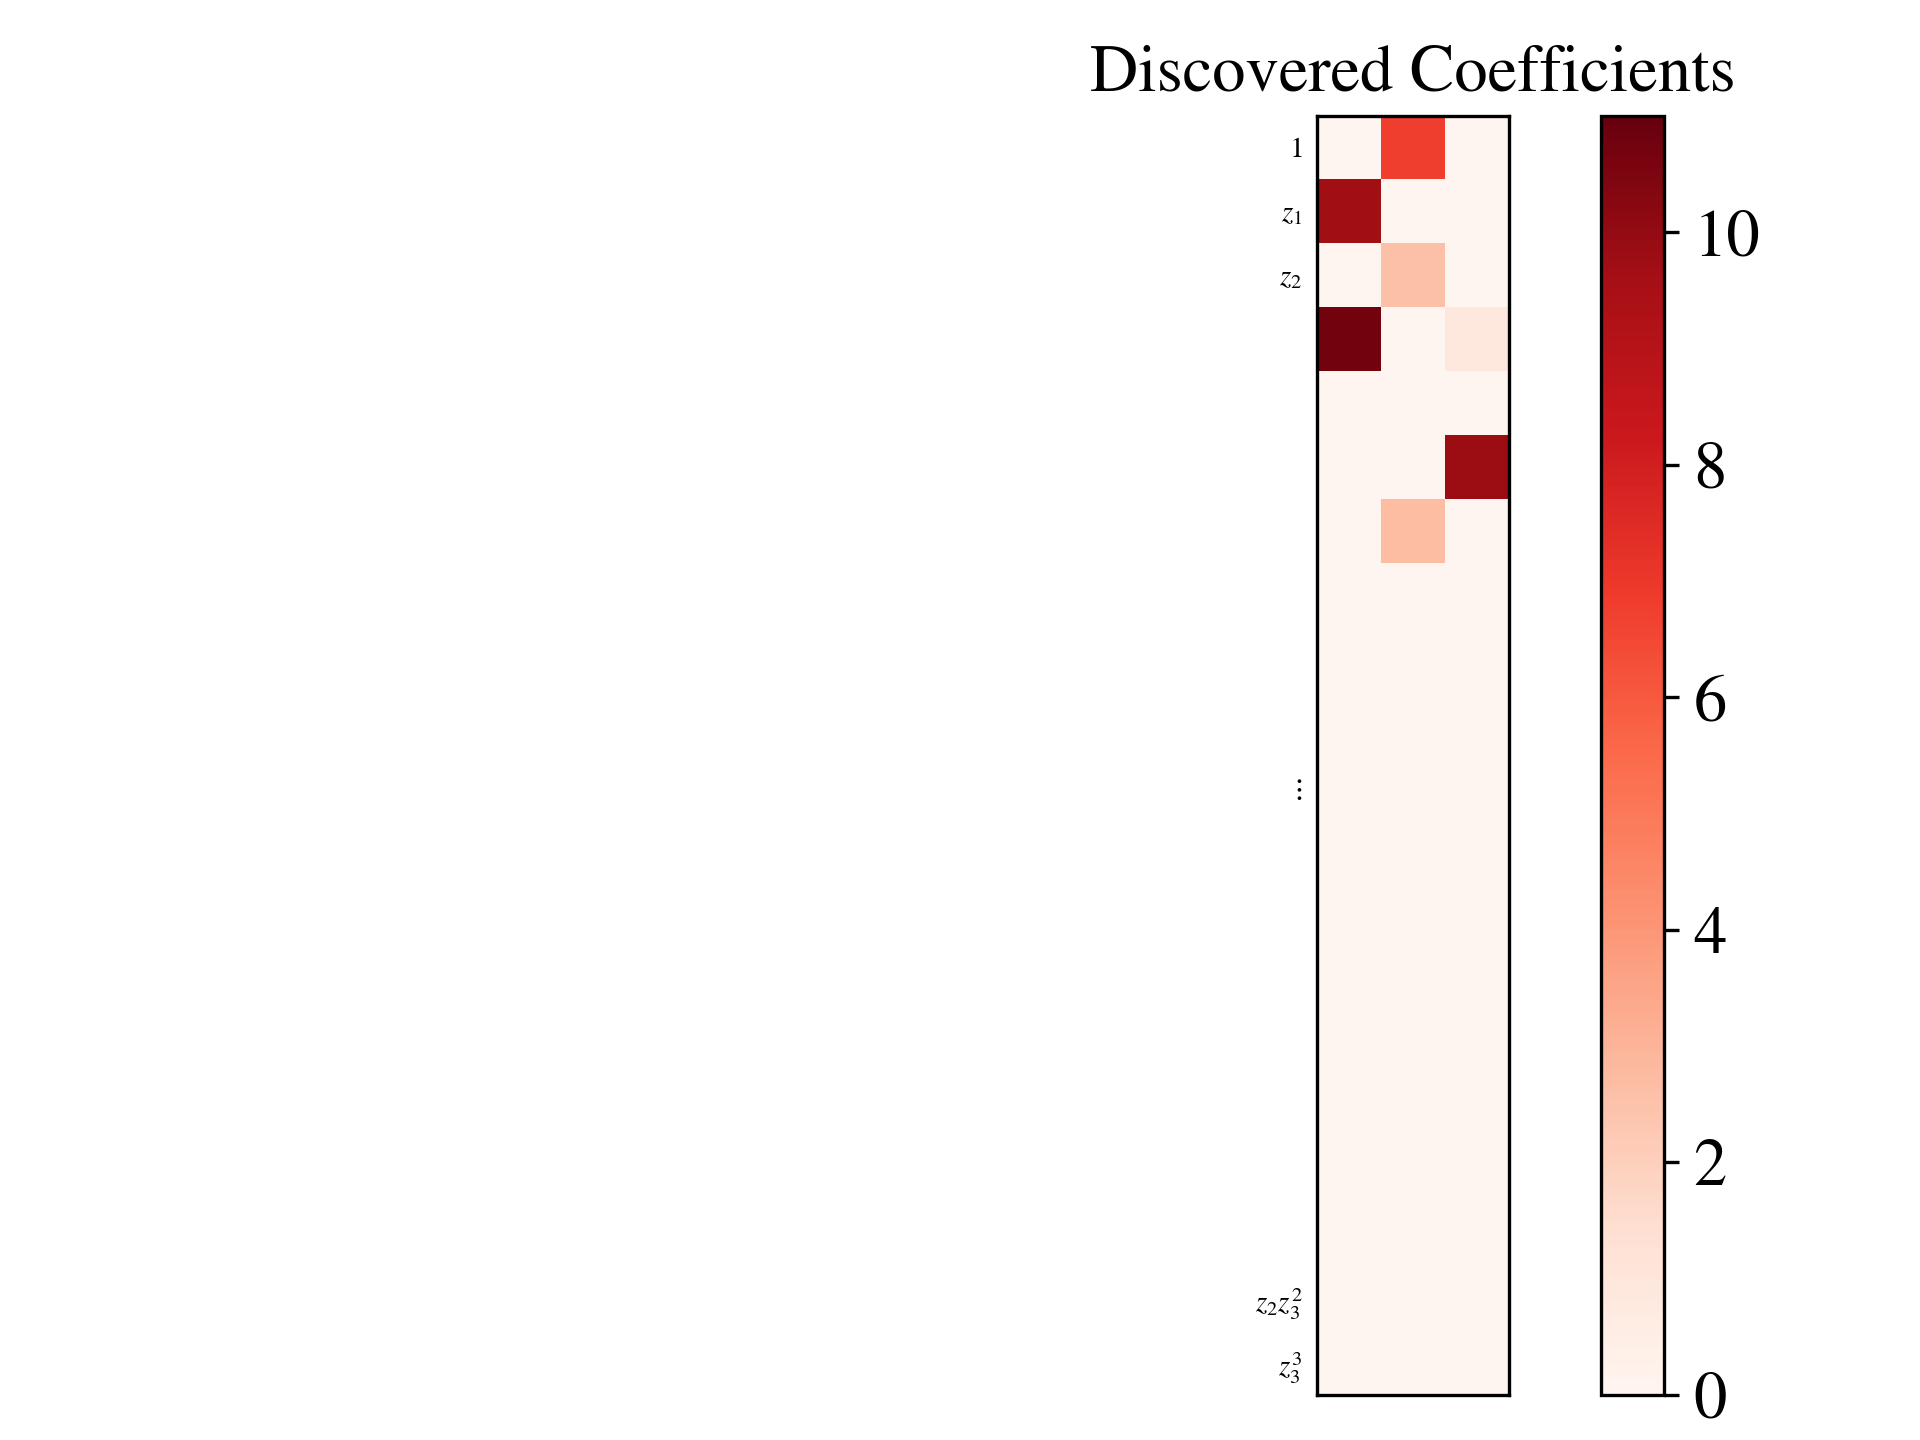 Discovered Coefficients
1
z₁
z₂
⋮
z₂z₃²
z₃³
10
8
6
4
2
0